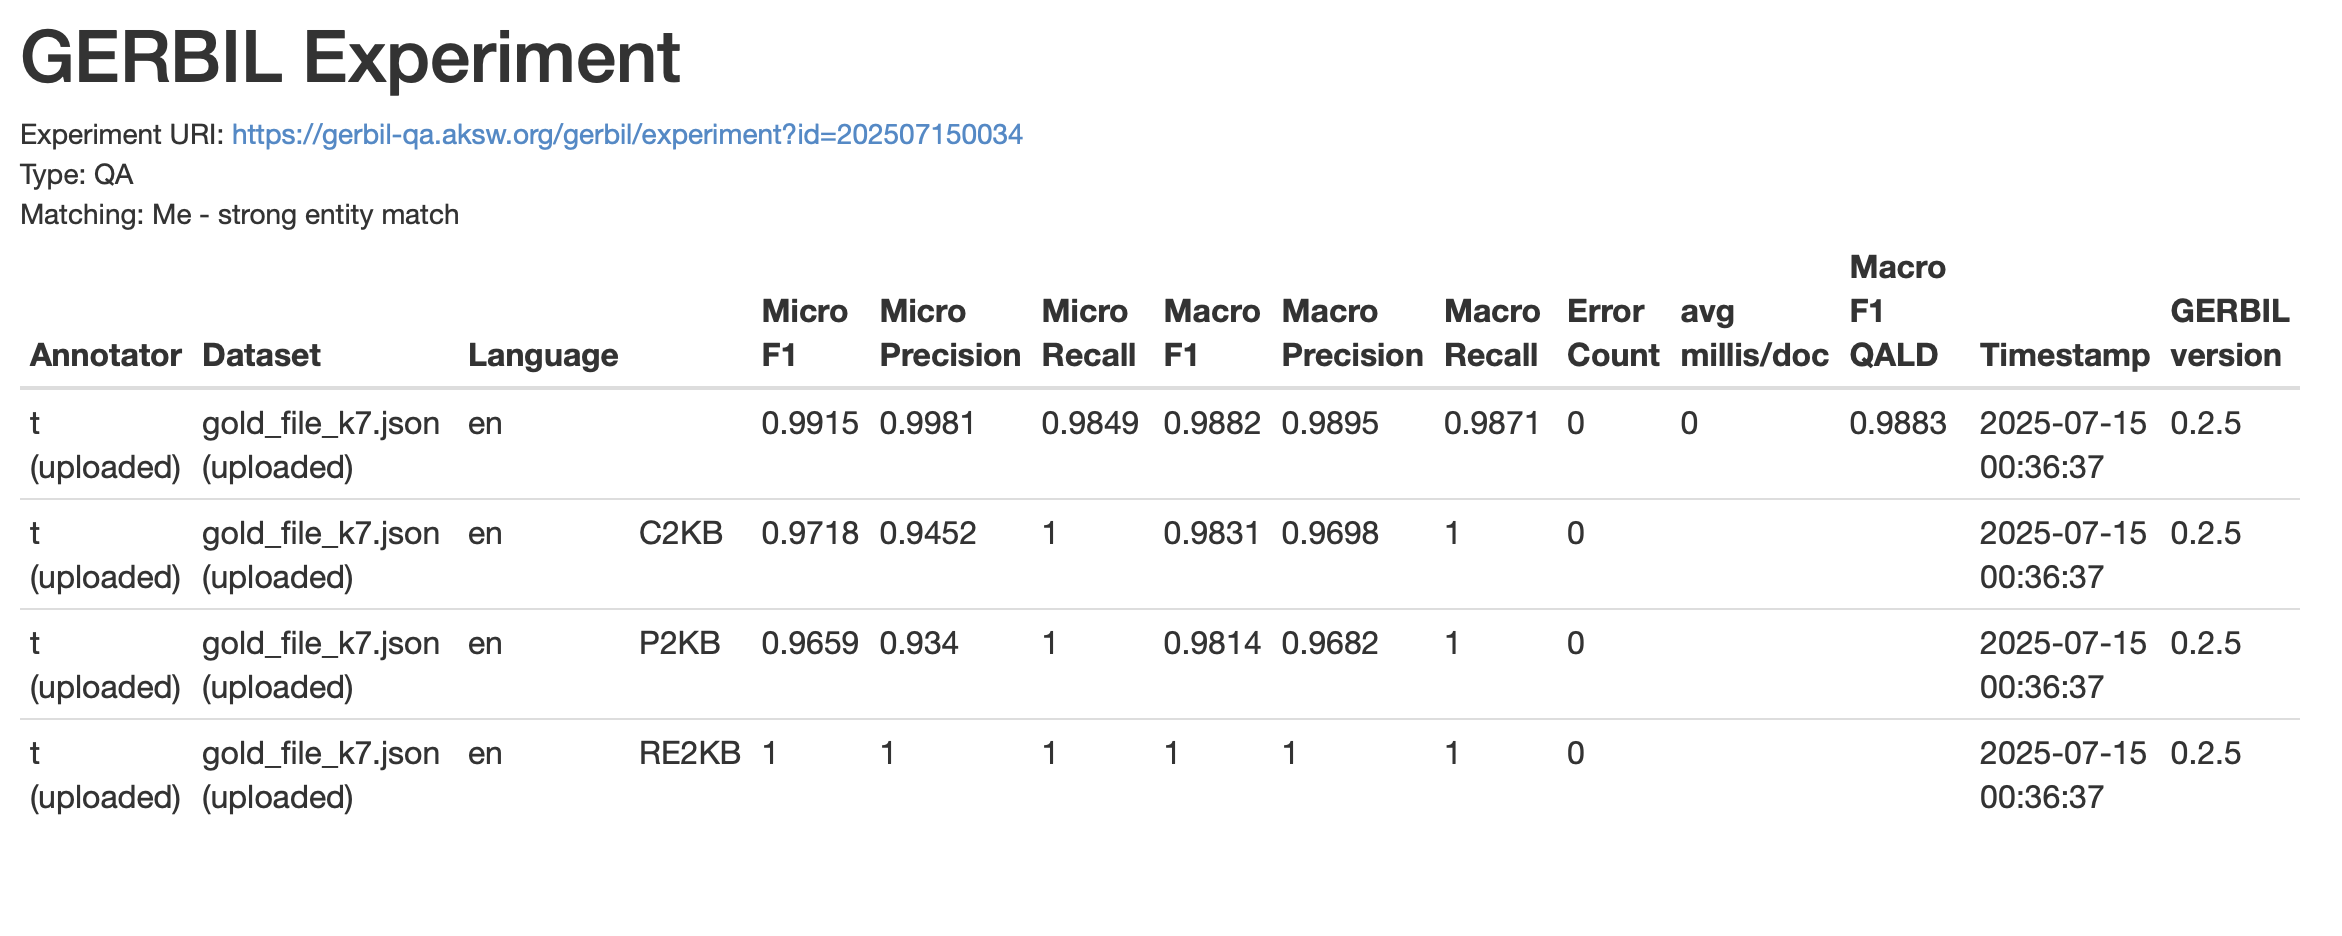 GERBIL Experiment
Experiment URI: https://gerbil-qa.aksw.org/gerbil/experiment?id=202507150034
Type: QA
Matching: Me - strong entity match
Annotator Dataset Language Micro F1 Micro Precision Micro Recall Macro F1 Macro Precision Macro Recall Error Count avg millis/doc Macro F1 QALD Timestamp GERBIL version
t (uploaded) gold_file_k7.json (uploaded) en 0.9915 0.9981 0.9849 0.9882 0.9895 0.9871 0 0 0.9883 2025-07-15 00:36:37 0.2.5
t (uploaded) gold_file_k7.json (uploaded) en C2KB 0.9718 0.9452 1 0.9831 0.9698 1 0 2025-07-15 00:36:37 0.2.5
t (uploaded) gold_file_k7.json (uploaded) en P2KB 0.9659 0.934 1 0.9814 0.9682 1 0 2025-07-15 00:36:37 0.2.5
t (uploaded) gold_file_k7.json (uploaded) en RE2KB 1 1 1 1 1 1 0 2025-07-15 00:36:37 0.2.5